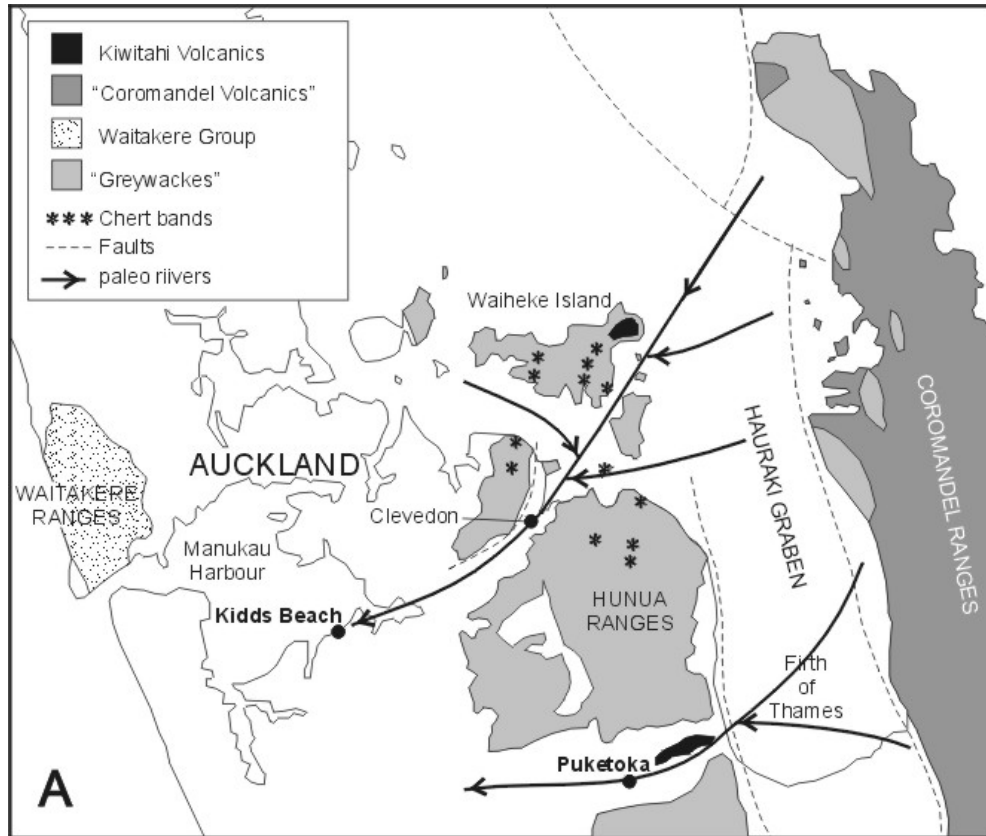 Kiwitahi Volcanics
"Coromandel Volcanics"
Waitakere Group
"Greywackes"
Chert bands
Faults
paleo riivers
Waiheke Island
AUCKLAND
WAITAKERE
RANGES
Clevedon
Manukau
Harbour
Kidds Beach
HUNUA
RANGES
HAURAKI GRABEN
COROMANDEL RANGES
Firth
of
Thames
Puketoka
A